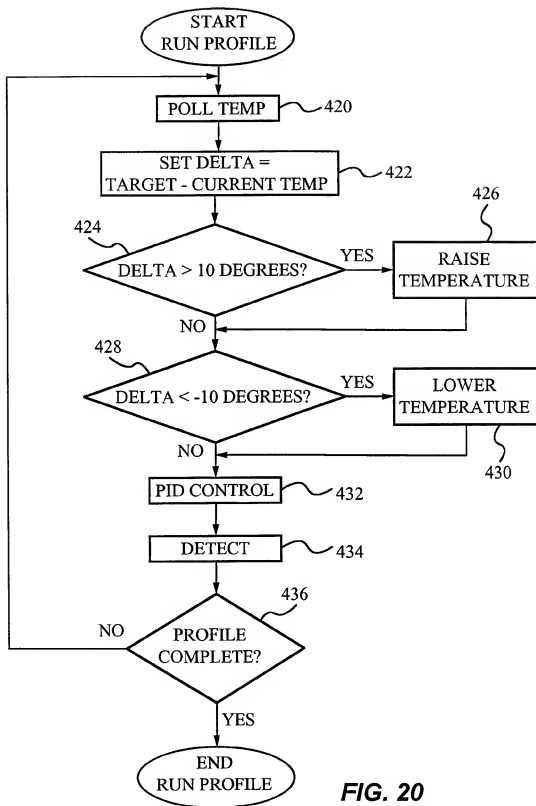 START
RUN PROFILE
POLL TEMP
420
SET DELTA =
TARGET - CURRENT TEMP
422
424
DELTA > 10 DEGREES?
YES
426
RAISE
TEMPERATURE
NO
428
DELTA < -10 DEGREES?
YES
LOWER
TEMPERATURE
430
NO
PID CONTROL
432
DETECT
434
436
NO
PROFILE
COMPLETE?
YES
END
RUN PROFILE
FIG. 20